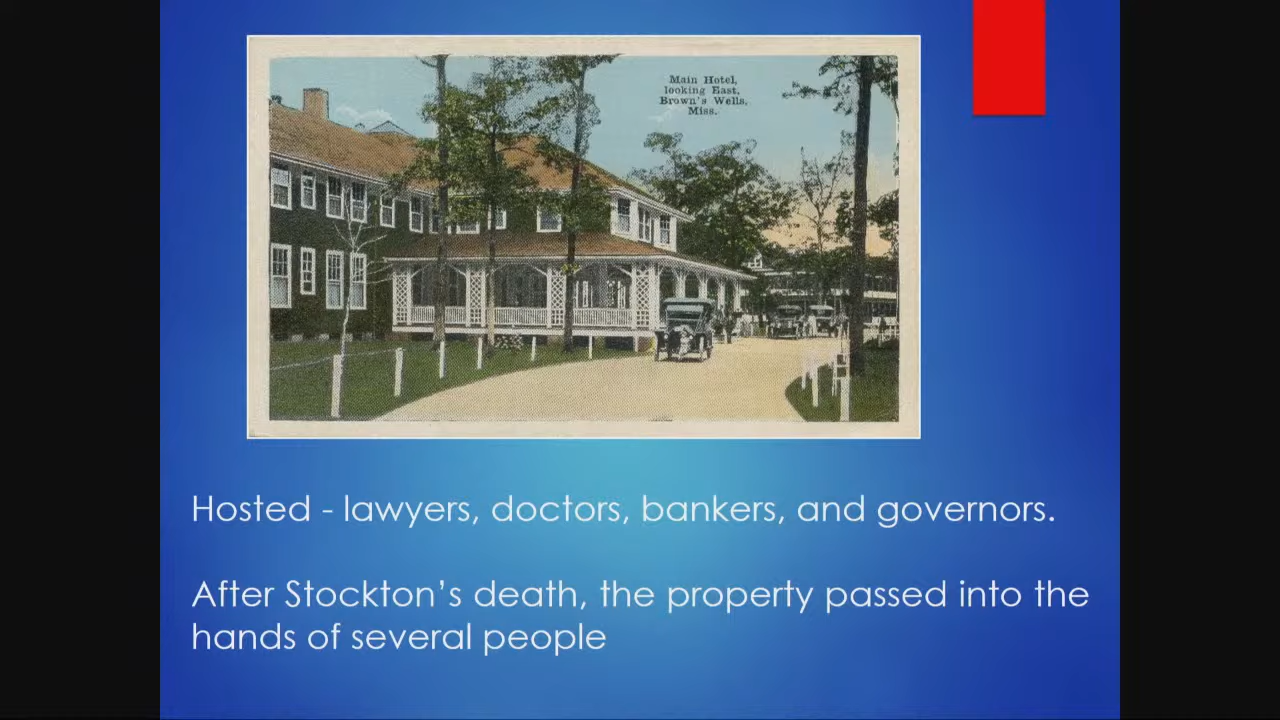 Main Hotel,
looking East,
Brown's Wells,
Miss.
Hosted - lawyers, doctors, bankers, and governors.
After Stockton’s death, the property passed into the
hands of several people